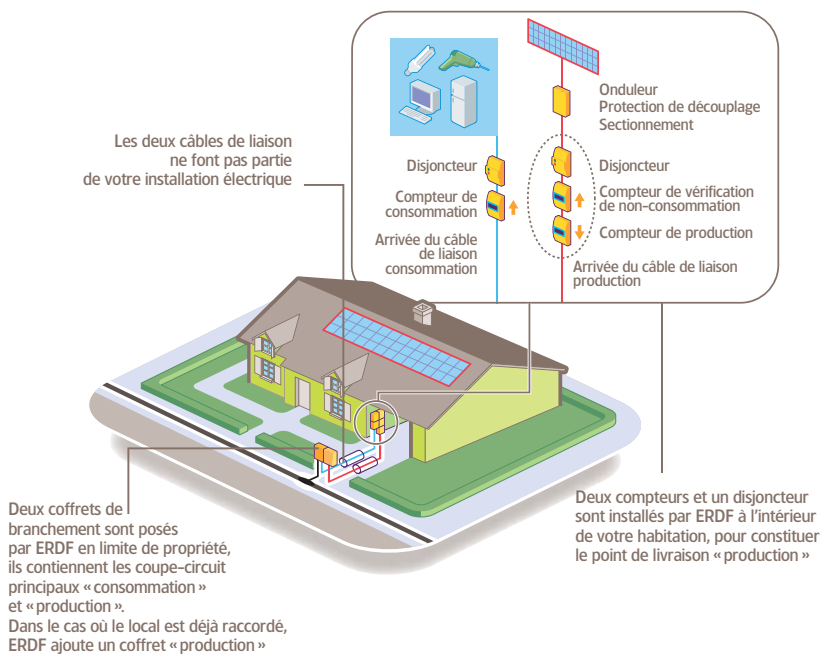 Onduleur
Protection de découplage
Sectionnement
Les deux câbles de liaison
ne font pas partie
de votre installation électrique
Disjoncteur
Compteur de
consommation
Arrivée du câble
de liaison
consommation
Disjoncteur
Compteur de vérification
de non-consommation
Compteur de production
Arrivée du câble de liaison
production
Deux coffrets de
branchement sont posés
par ERDF en limite de propriété,
ils contiennent les coupe-circuit
principaux « consommation »
et « production ».
Dans le cas où le local est déjà raccordé,
ERDF ajoute un coffret « production »
Deux compteurs et un disjoncteur
sont installés par ERDF à l'intérieur
de votre habitation, pour constituer
le point de livraison « production »